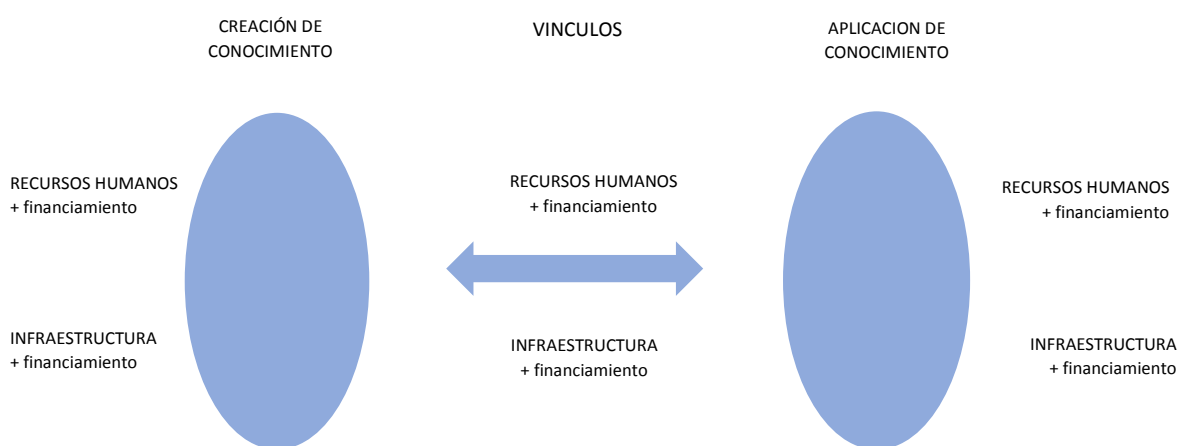 CREACIÓN DE
CONOCIMIENTO
VINCULOS
APLICACION DE
CONOCIMIENTO
RECURSOS HUMANOS
+ financiamiento
RECURSOS HUMANOS
+ financiamiento
RECURSOS HUMANOS
+ financiamiento
INFRAESTRUCTURA
+ financiamiento
INFRAESTRUCTURA
+ financiamiento
INFRAESTRUCTURA
+ financiamiento